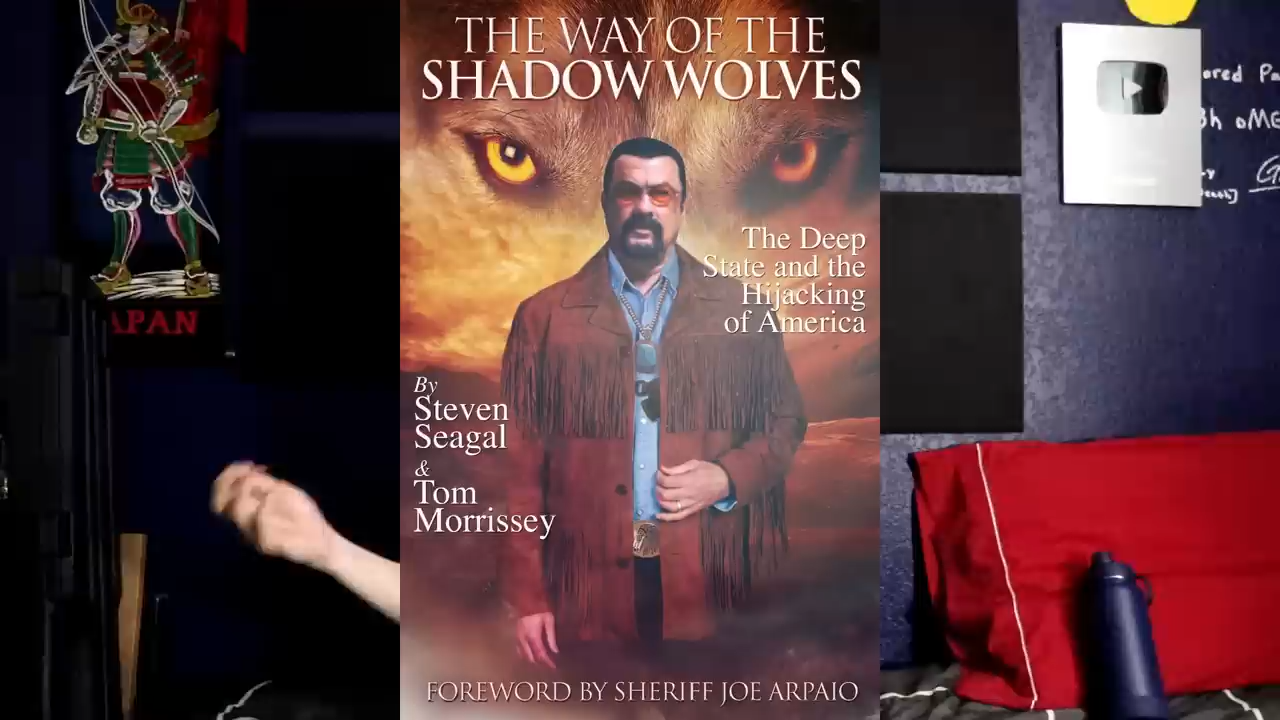 THE WAY OF THE
SHADOW WOLVES
The Deep
State and the
Hijacking
of America
By
Steven
Seagal
&
Tom
Morrissey
FOREWORD BY SHERIFF JOE ARPAIO
APAN
ored